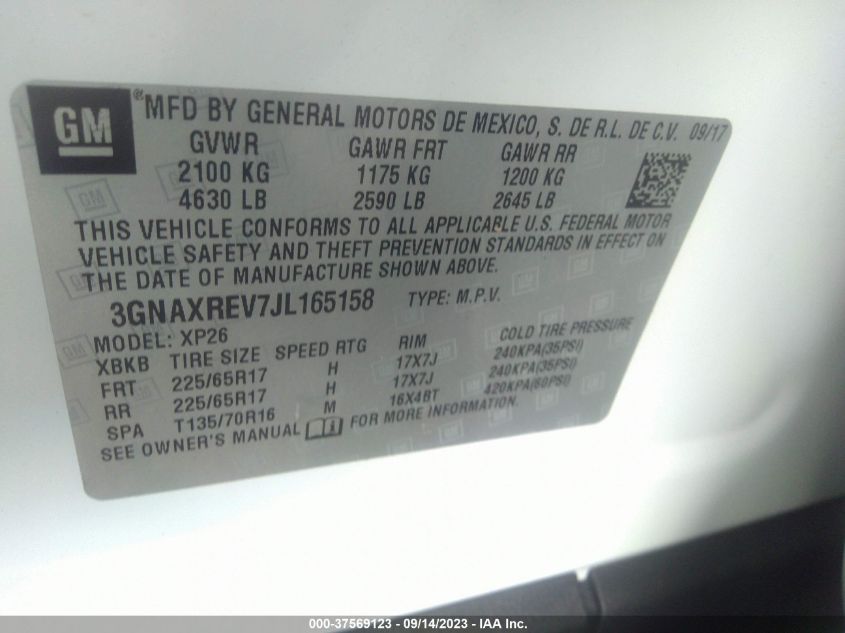 GM
® MFD BY GENERAL MOTORS DE MEXICO, S. DE R.L. DE C.V. 09/17
GVWR GAWR FRT GAWR RR
2100 KG 1175 KG 1200 KG
4630 LB 2590 LB 2645 LB
THIS VEHICLE CONFORMS TO ALL APPLICABLE U.S. FEDERAL MOTOR
VEHICLE SAFETY AND THEFT PREVENTION STANDARDS IN EFFECT ON
THE DATE OF MANUFACTURE SHOWN ABOVE.
3GNAXREV7JL165158 TYPE: M.P.V.
MODEL: XP26
XBKB TIRE SIZE SPEED RTG RIM COLD TIRE PRESSURE
FRT 225/65R17 H 17X7J 240KPA(35PSI)
RR 225/65R17 H 17X7J 240KPA(35PSI)
SPA T135/70R16 M 16X4BT 420KPA(60PSI)
SEE OWNER'S MANUAL FOR MORE INFORMATION.
000-37569123 - 09/14/2023 - IAA Inc.